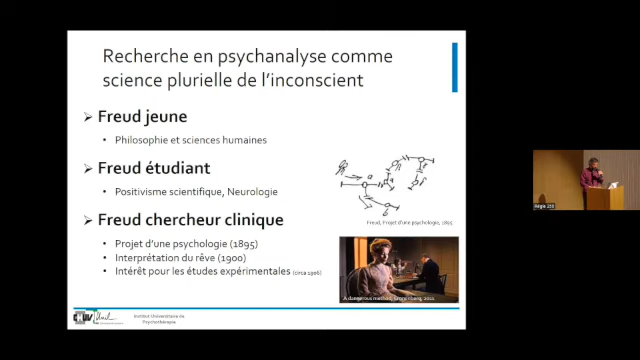 Recherche en psychanalyse comme
science plurielle de l'inconscient
Freud jeune
Philosophie et sciences humaines
Freud étudiant
Positivisme scientifique, Neurologie
Freud chercheur clinique
Projet d'une psychologie (1895)
Interprétation du rêve (1900)
Intérêt pour les études expérimentales (circa 1906)
Freud, Projet d'une psychologie, 1895
A dangerous method, Cronenberg, 2011
Institut Universitaire de
Psychothérapie